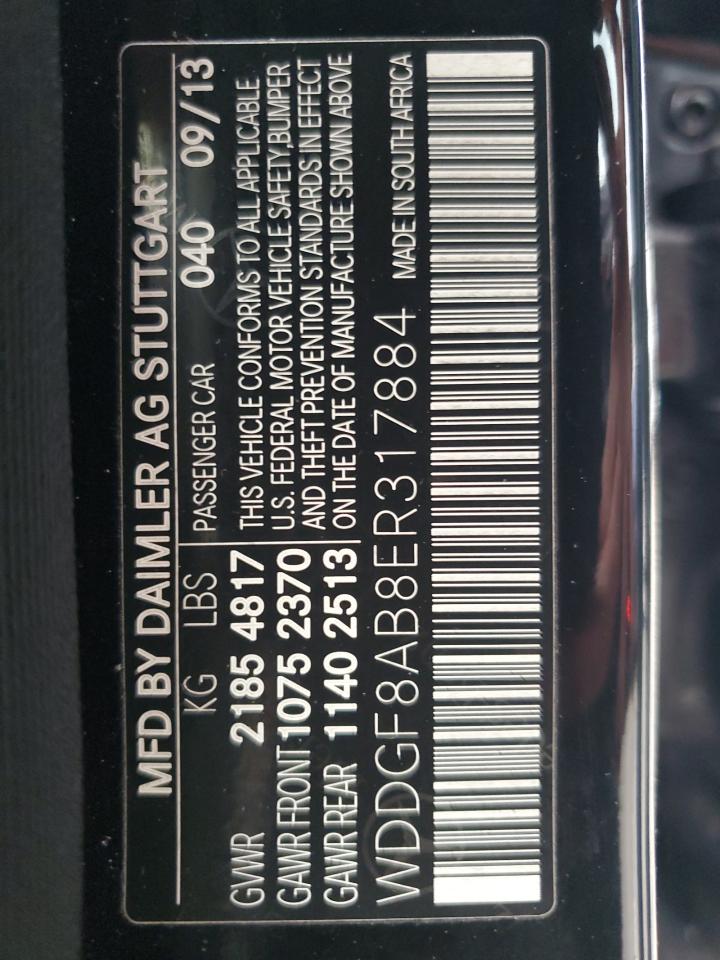 MFD BY DAIMLER AG STUTTGART
KG LBS PASSENGER CAR 040 09/13
GVWR 2185 4817 THIS VEHICLE CONFORMS TO ALL APPLICABLE
GAWR FRONT 1075 2370 U.S. FEDERAL MOTOR VEHICLE SAFETY,BUMPER
GAWR REAR 1140 2513 AND THEFT PREVENTION STANDARDS IN EFFECT
ON THE DATE OF MANUFACTURE SHOWN ABOVE
WDDGF8AB8ER317884 MADE IN SOUTH AFRICA